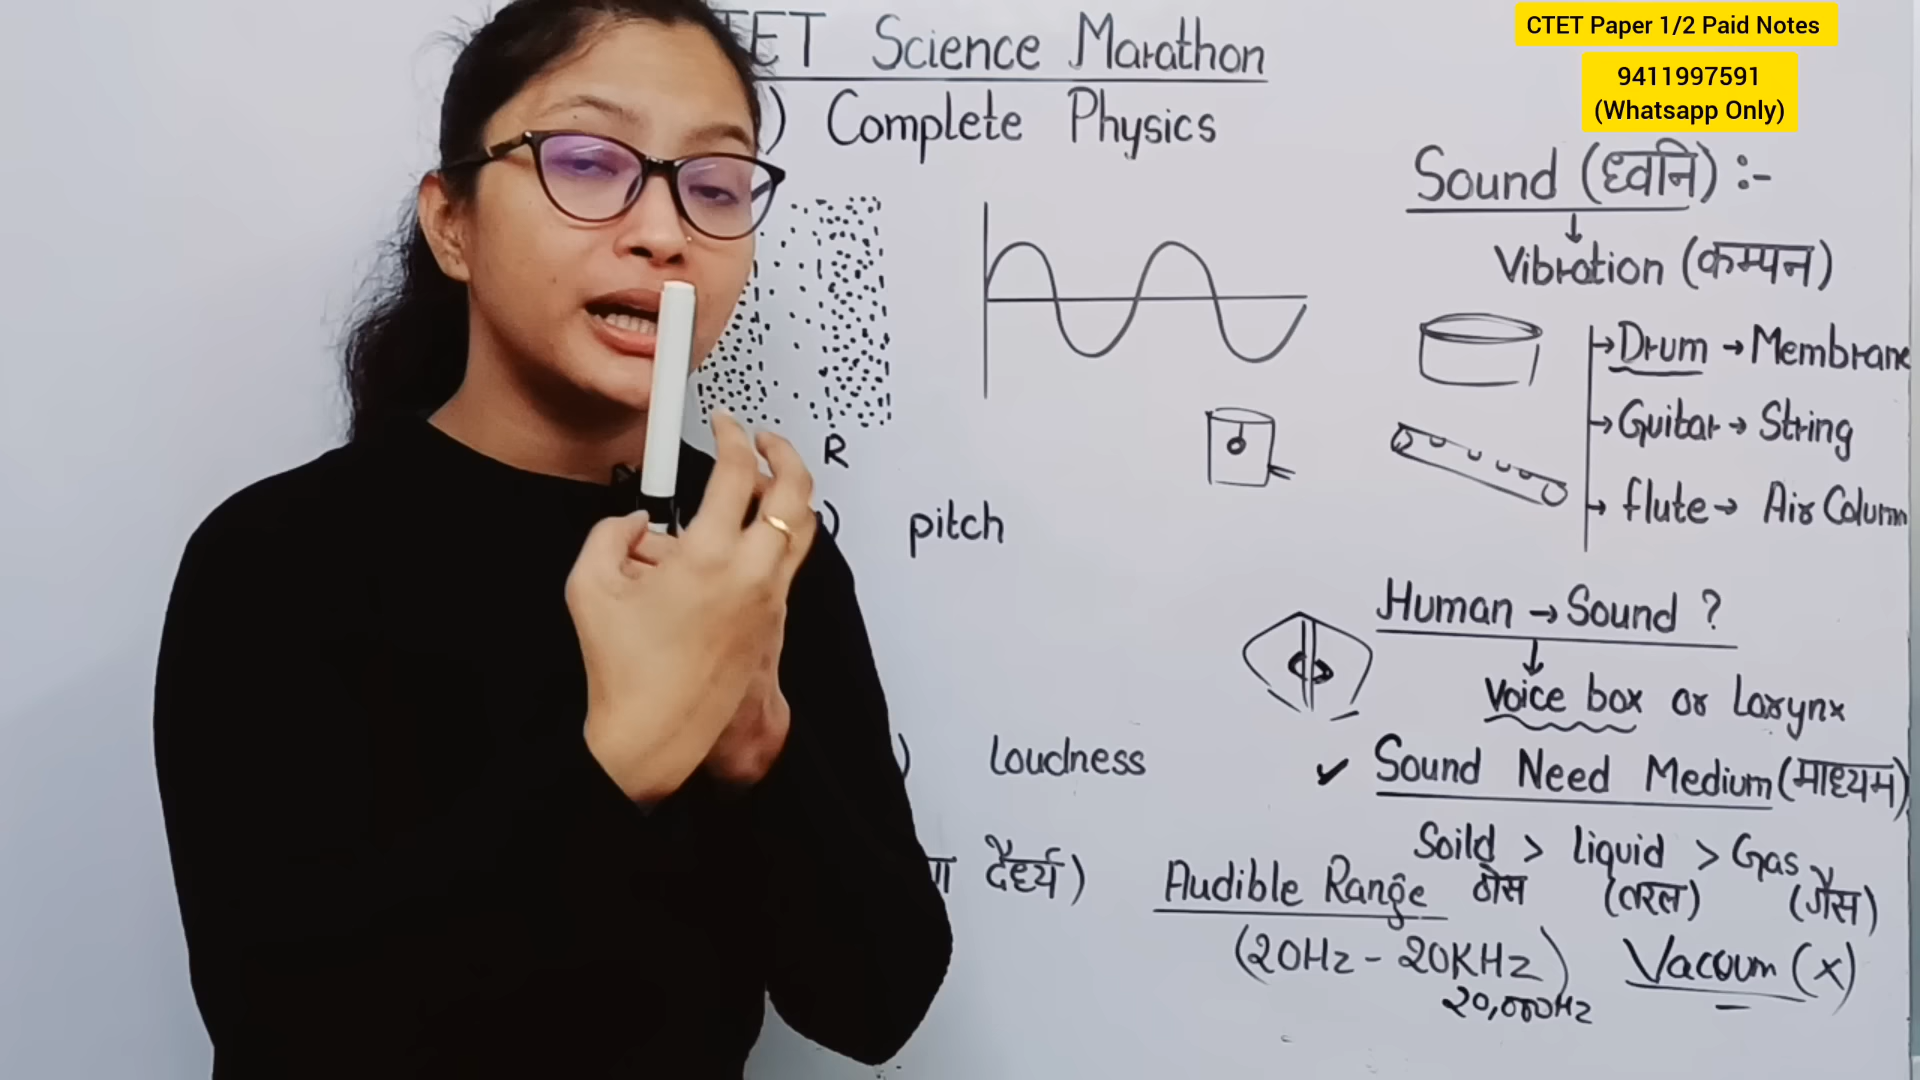 CTET Paper 1/2 Paid Notes
9411997591
(Whatsapp Only)
TET Science Marathon
) Complete Physics
Sound (ध्वनि) :-
Vibration (कम्पन)
Drum → Membrane
Guitar → String
flute → Air Column
R
pitch
Human → Sound ?
Voice box or Larynx
loudness
✓ Sound Need Medium (माध्यम)
Soild > liquid > Gas
ठोस (तरल) (गैस)
दैर्ध्य)
Audible Range
(20Hz - 20KHz)
20,000Hz
Vacoum (x)